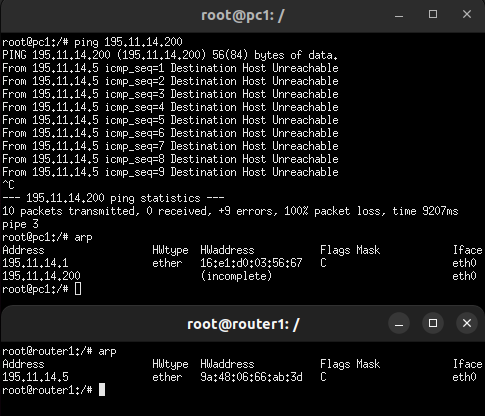 root@pc1: /
root@pc1:/# ping 195.11.14.200
PING 195.11.14.200 (195.11.14.200) 56(84) bytes of data.
From 195.11.14.5 icmp_seq=1 Destination Host Unreachable
From 195.11.14.5 icmp_seq=2 Destination Host Unreachable
From 195.11.14.5 icmp_seq=3 Destination Host Unreachable
From 195.11.14.5 icmp_seq=4 Destination Host Unreachable
From 195.11.14.5 icmp_seq=5 Destination Host Unreachable
From 195.11.14.5 icmp_seq=6 Destination Host Unreachable
From 195.11.14.5 icmp_seq=7 Destination Host Unreachable
From 195.11.14.5 icmp_seq=8 Destination Host Unreachable
From 195.11.14.5 icmp_seq=9 Destination Host Unreachable
^C
--- 195.11.14.200 ping statistics ---
10 packets transmitted, 0 received, +9 errors, 100% packet loss, time 9207ms
pipe 3
root@pc1:/# arp
Address HWtype HWaddress Flags Mask Iface
195.11.14.1 ether 16:e1:d0:03:56:67 C eth0
195.11.14.200 (incomplete) eth0
root@pc1:/#
root@router1: /
root@router1:/# arp
Address HWtype HWaddress Flags Mask Iface
195.11.14.5 ether 9a:48:06:66:ab:3d C eth0
root@router1:/#